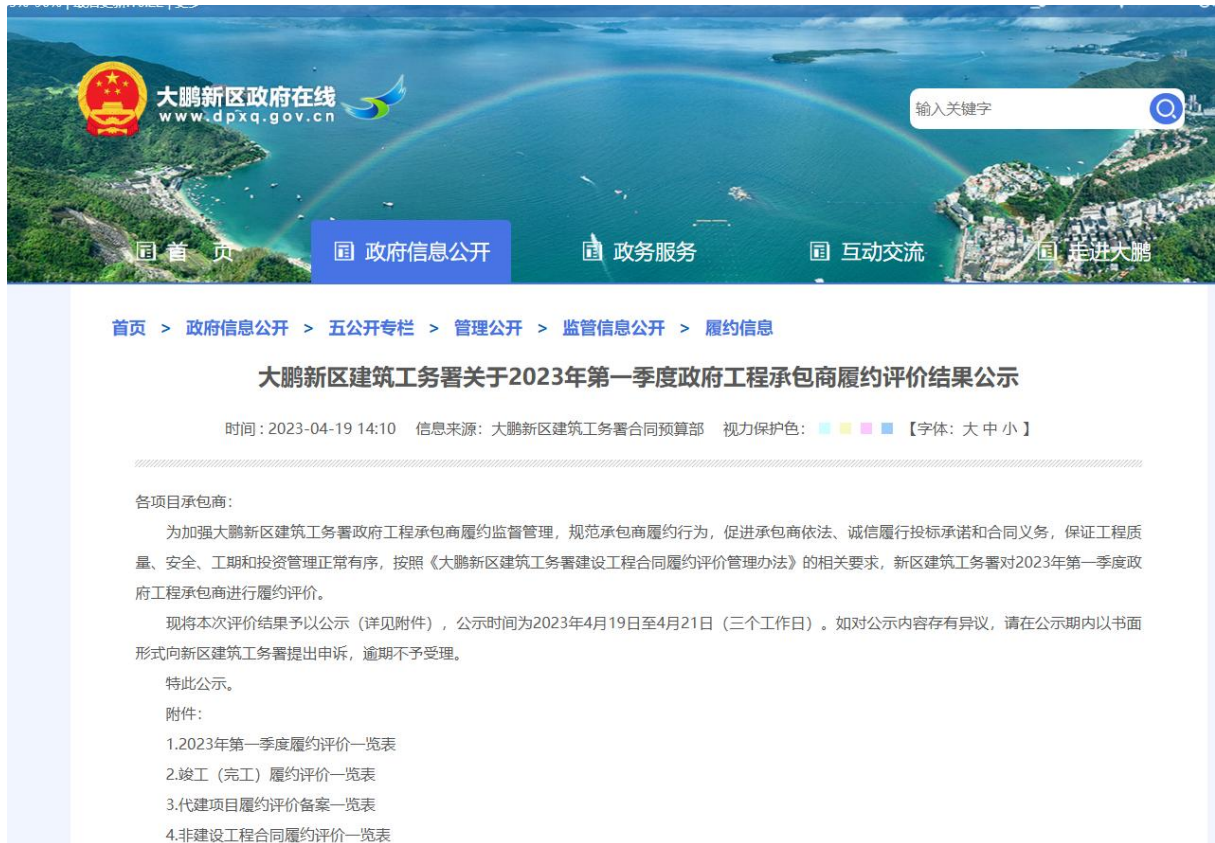 大鹏新区政府在线
www.dpxq.gov.cn
输入关键字
首 页 政府信息公开 政务服务 互动交流 走进大鹏
首页 > 政府信息公开 > 五公开专栏 > 管理公开 > 监管信息公开 > 履约信息
大鹏新区建筑工务署关于2023年第一季度政府工程承包商履约评价结果公示
时间：2023-04-19 14:10 信息来源：大鹏新区建筑工务署合同预算部 视力保护色： 【字体：大 中 小 】
各项目承包商：
为加强大鹏新区建筑工务署政府工程承包商履约监督管理，规范承包商履约行为，促进承包商依法、诚信履行投标承诺和合同义务，保证工程质
量、安全、工期和投资管理正常有序，按照《大鹏新区建筑工务署建设工程合同履约评价管理办法》的相关要求，新区建筑工务署对2023年第一季度政
府工程承包商进行履约评价。
现将本次评价结果予以公示（详见附件），公示时间为2023年4月19日至4月21日（三个工作日）。如对公示内容存有异议，请在公示期内以书面
形式向新区建筑工务署提出申诉，逾期不予受理。
特此公示。
附件：
1.2023年第一季度履约评价一览表
2.竣工（完工）履约评价一览表
3.代建项目履约评价备案一览表
4.非建设工程合同履约评价一览表